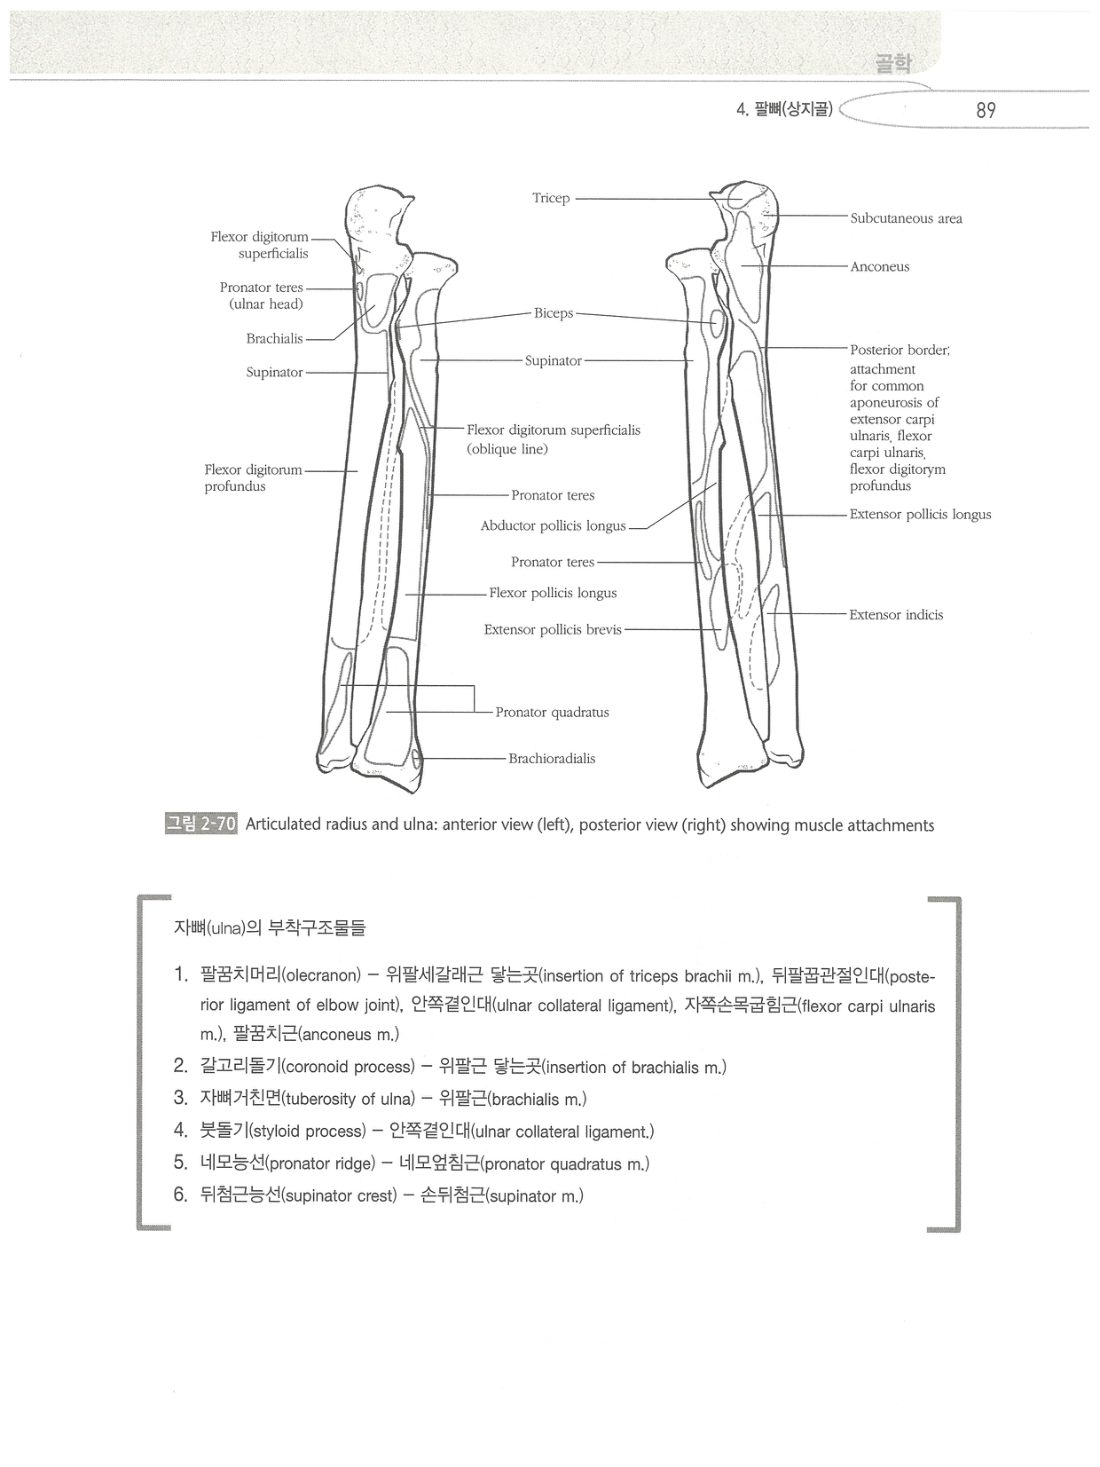 골학
4. 팔뼈(상지골)
89
Tricep
Subcutaneous area
Flexor digitorum
superficialis
Anconeus
Pronator teres
(ulnar head)
Biceps
Brachialis
Supinator
Supinator
Posterior border;
attachment
for common
aponeurosis of
extensor carpi
ulnaris, flexor
carpi ulnaris,
flexor digitorym
profundus
Flexor digitorum superficialis
(oblique line)
Flexor digitorum
profundus
Pronator teres
Abductor pollicis longus
Extensor pollicis longus
Pronator teres
Flexor pollicis longus
Extensor pollicis brevis
Extensor indicis
Pronator quadratus
Brachioradialis
그림 2-70 Articulated radius and ulna: anterior view (left), posterior view (right) showing muscle attachments
자뼈(ulna)의 부착구조물들
1. 팔꿈치머리(olecranon) – 위팔세갈래근 닿는곳(insertion of triceps brachii m.), 뒤팔꿉관절인대(poste-
rior ligament of elbow joint), 안쪽곁인대(ulnar collateral ligament), 자쪽손목굽힘근(flexor carpi ulnaris
m.), 팔꿈치근(anconeus m.)
2. 갈고리돌기(coronoid process) – 위팔근 닿는곳(insertion of brachialis m.)
3. 자뼈거친면(tuberosity of ulna) – 위팔근(brachialis m.)
4. 붓돌기(styloid process) – 안쪽곁인대(ulnar collateral ligament.)
5. 네모능선(pronator ridge) – 네모엎침근(pronator quadratus m.)
6. 뒤침근능선(supinator crest) – 손뒤침근(supinator m.)